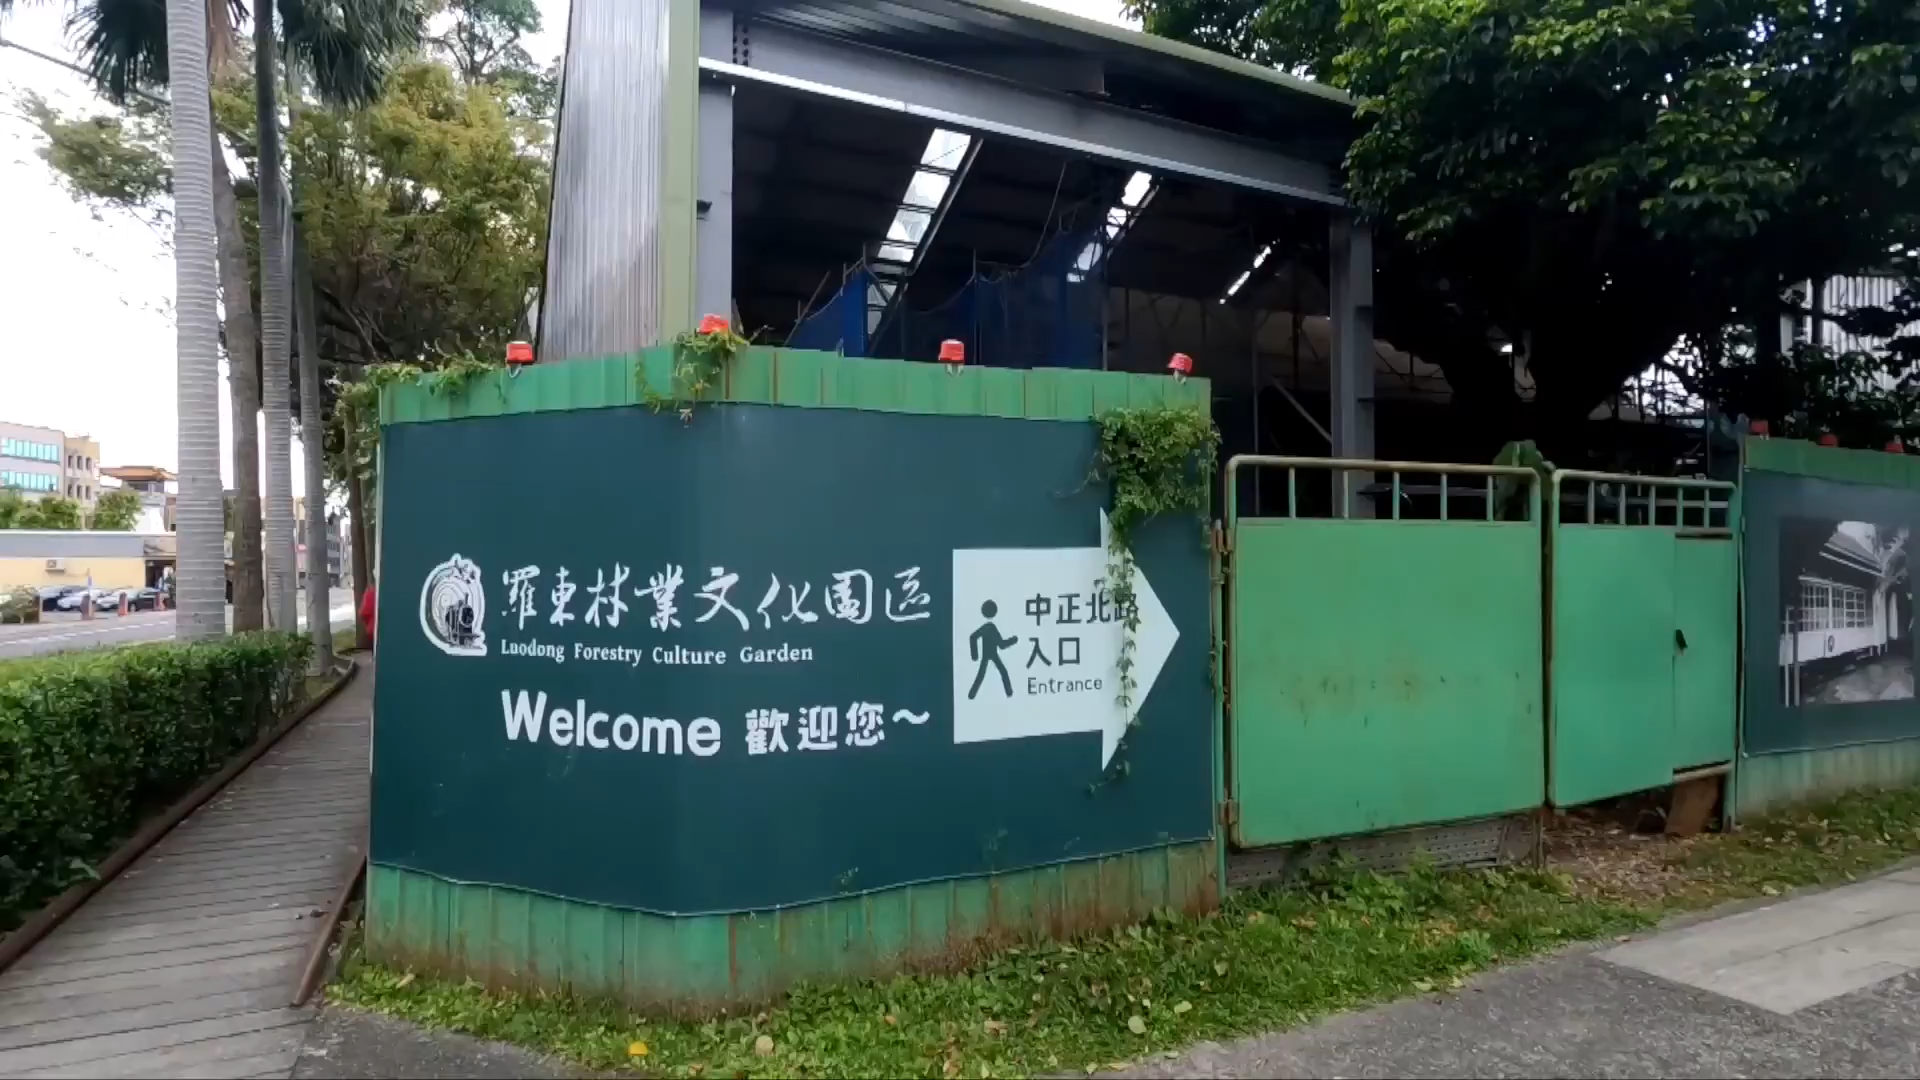 羅東林業文化園區
Luodong Forestry Culture Garden
Welcome 歡迎您～
中正北路
入口
Entrance